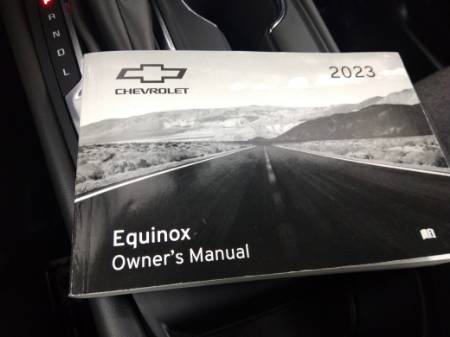 R
N
D
L
2023
CHEVROLET
Equinox
Owner's Manual